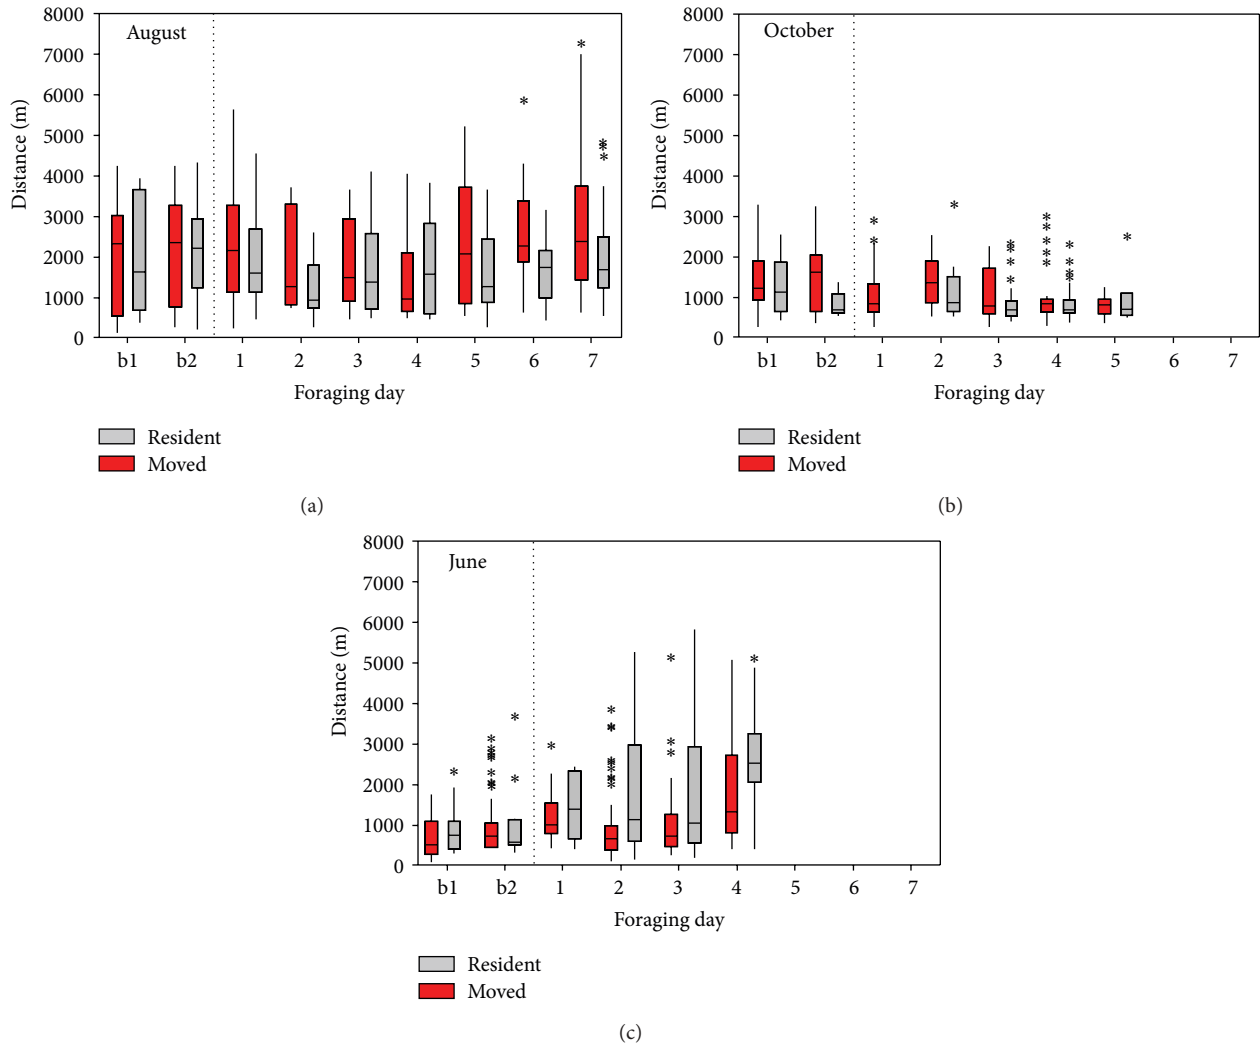 August
8000
7000
6000
5000
4000
3000
2000
1000
0
Distance (m)
b1 b2 1 2 3 4 5 6 7
Foraging day
Resident
Moved
(a)
October
8000
7000
6000
5000
4000
3000
2000
1000
0
Distance (m)
b1 b2 1 2 3 4 5 6 7
Foraging day
Resident
Moved
(b)
June
8000
7000
6000
5000
4000
3000
2000
1000
0
Distance (m)
b1 b2 1 2 3 4 5 6 7
Foraging day
Resident
Moved
(c)